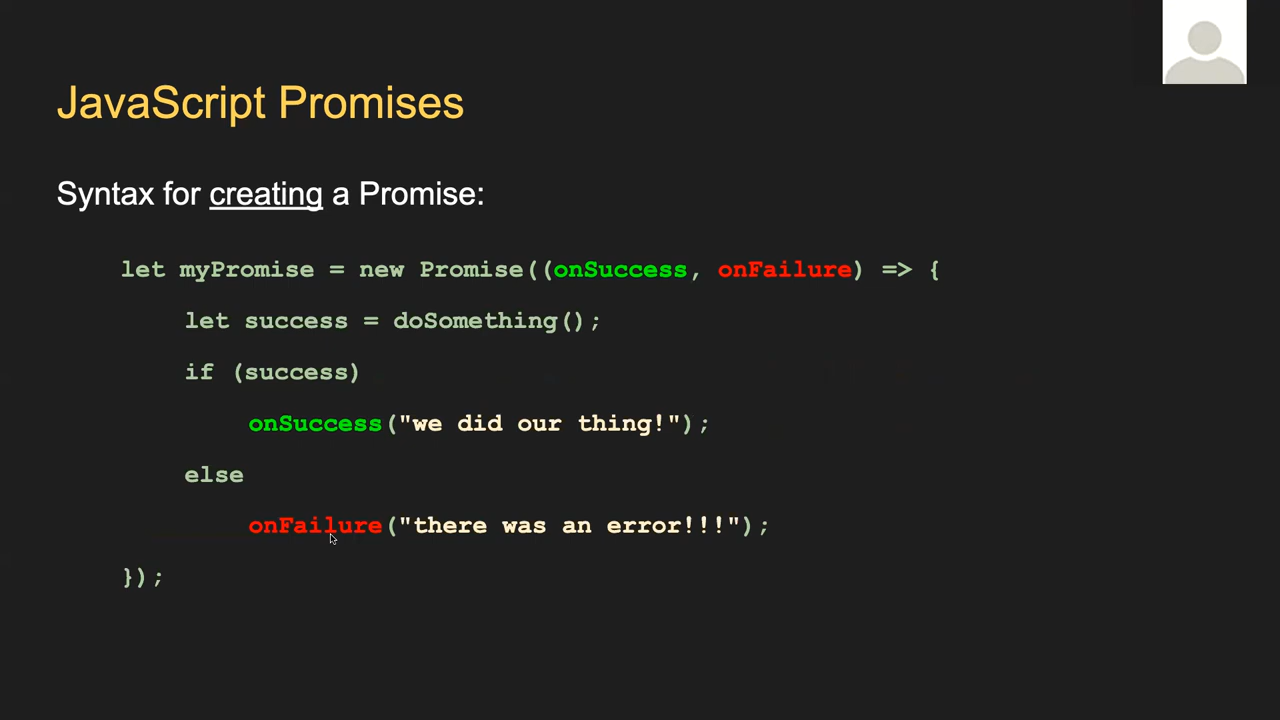 JavaScript Promises
Syntax for creating a Promise:
let myPromise = new Promise((onSuccess, onFailure) => {
let success = doSomething();
if (success)
onSuccess("we did our thing!");
else
onFailure("there was an error!!!");
});